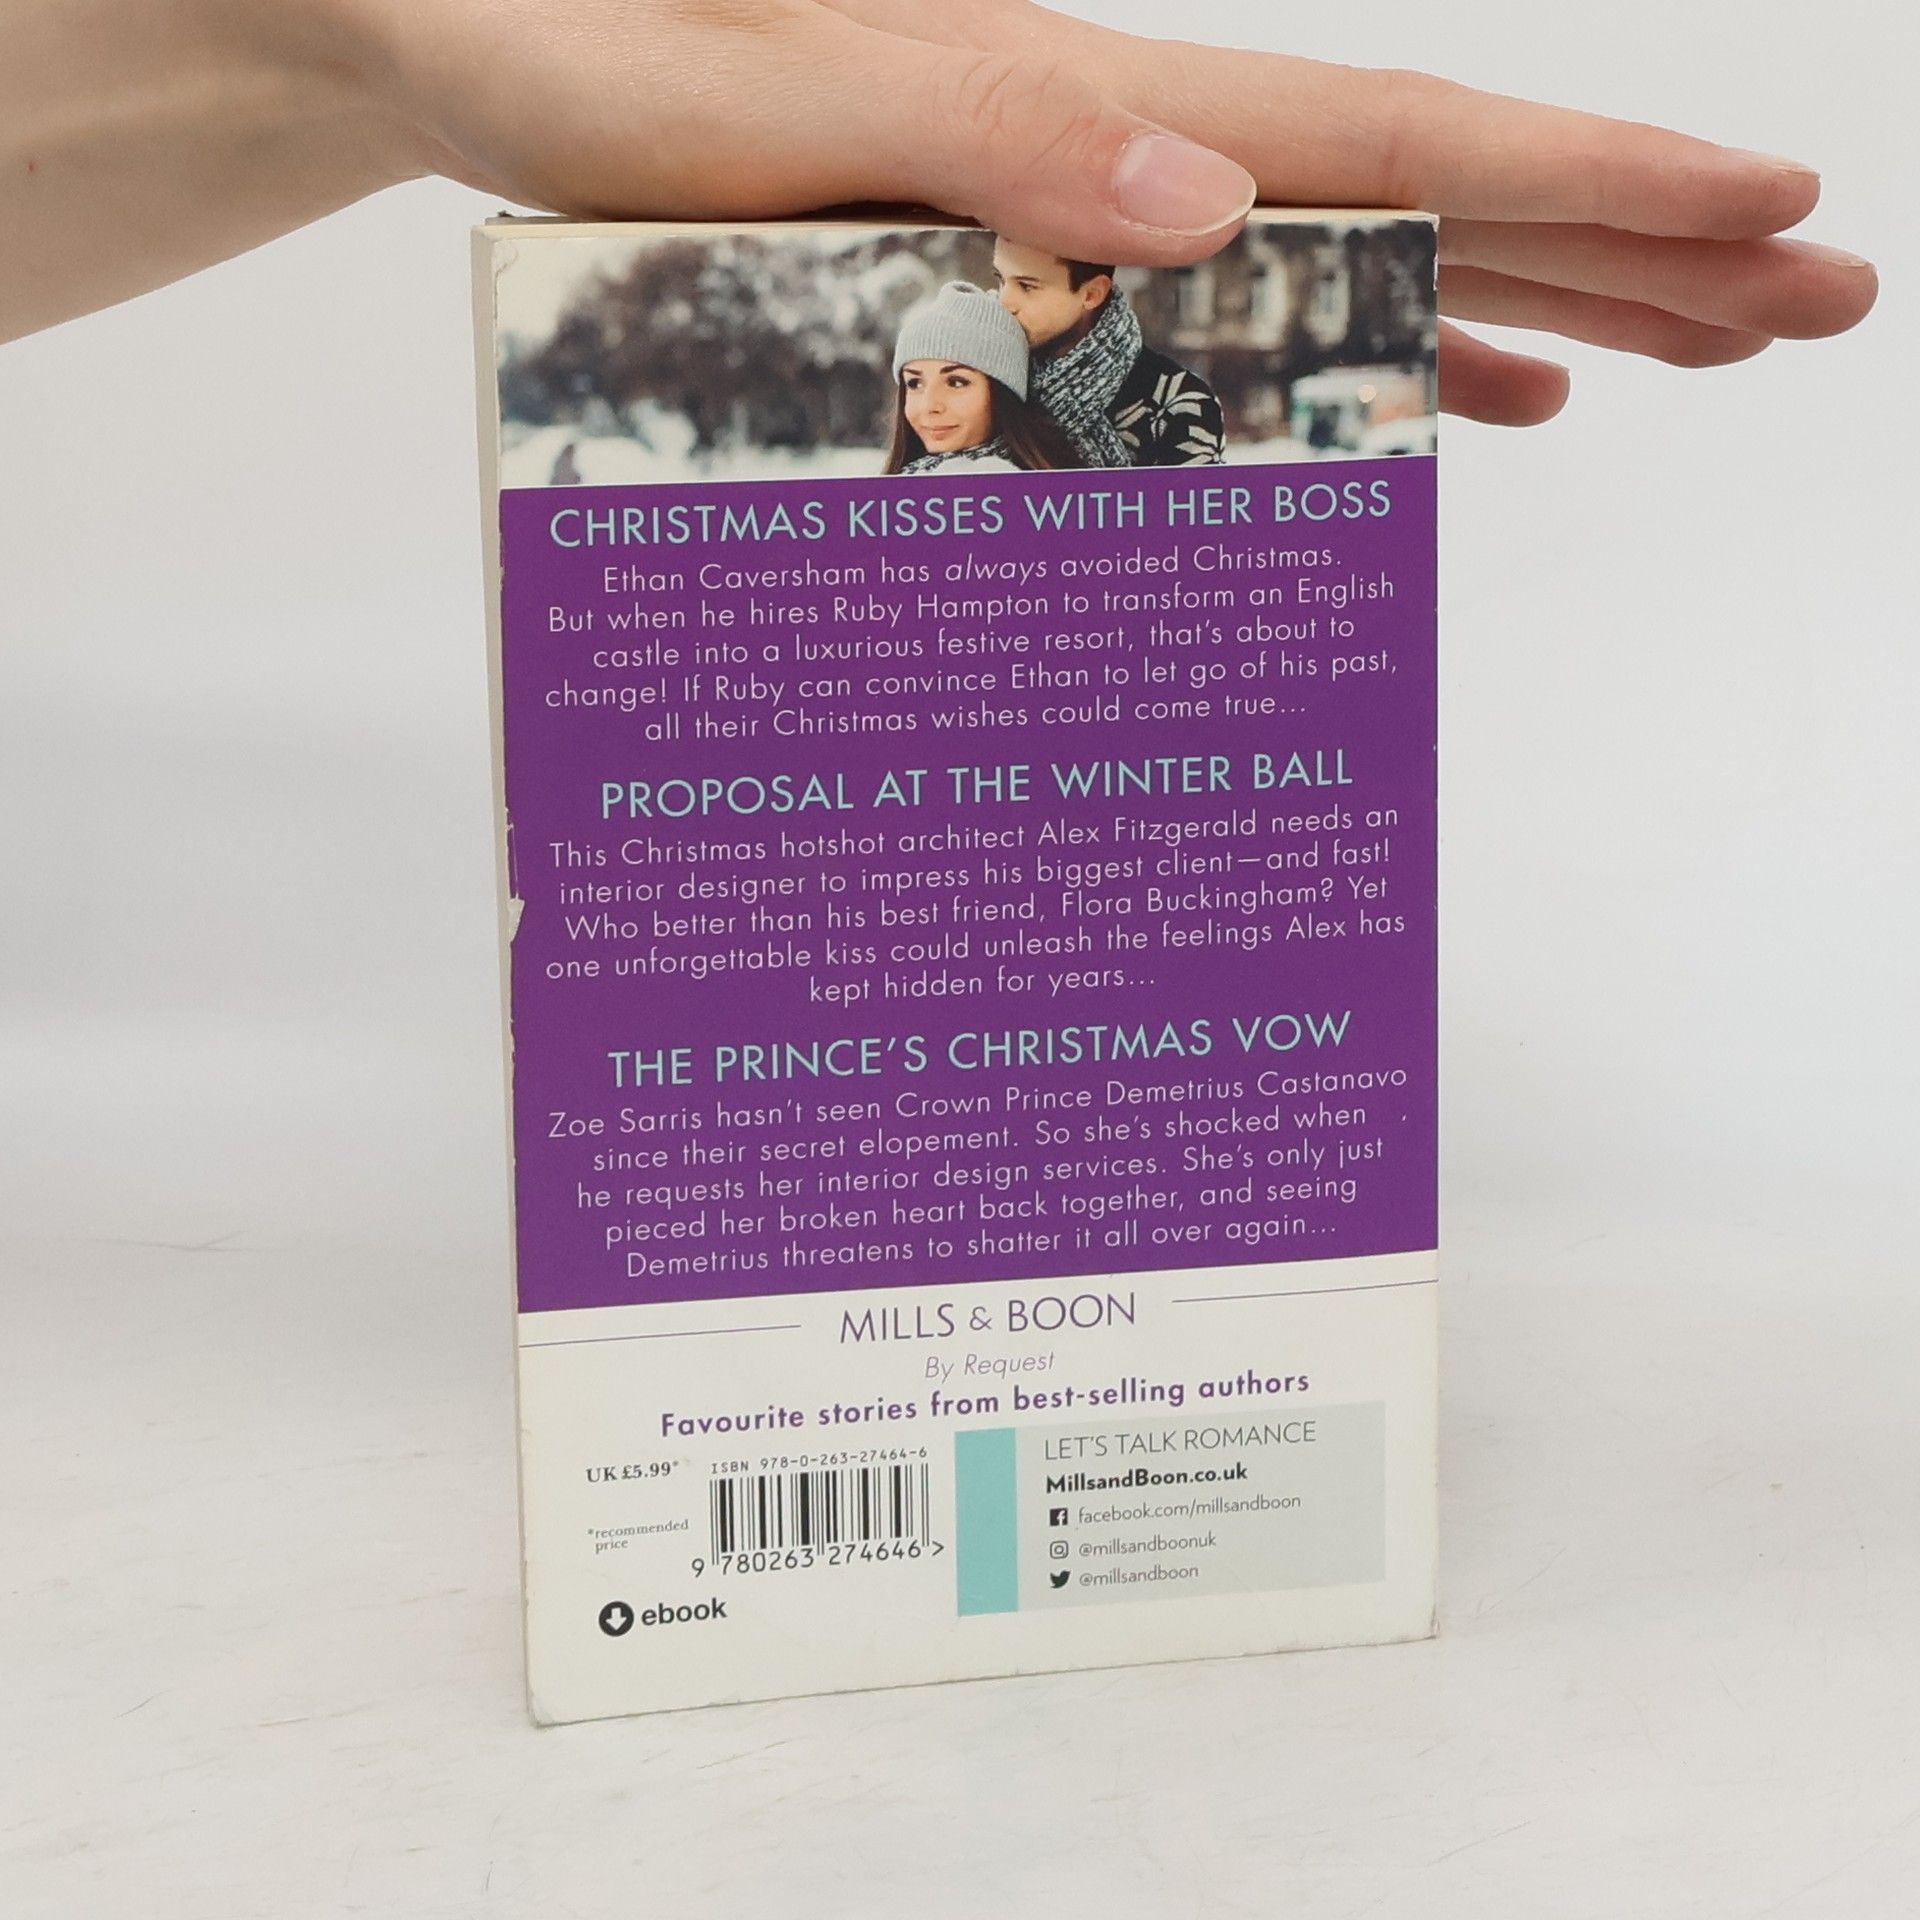 CHRISTMAS KISSES WITH HER BOSS
Ethan Caversham has always avoided Christmas.
But when he hires Ruby Hampton to transform an English
castle into a luxurious festive resort, that's about to
change! If Ruby can convince Ethan to let go of his past,
all their Christmas wishes could come true...
PROPOSAL AT THE WINTER BALL
This Christmas hotshot architect Alex Fitzgerald needs an
interior designer to impress his biggest client—and fast!
Who better than his best friend, Flora Buckingham? Yet
one unforgettable kiss could unleash the feelings Alex has
kept hidden for years...
THE PRINCE'S CHRISTMAS VOW
Zoe Sarris hasn't seen Crown Prince Demetrius Castanavo
since their secret elopement. So she's shocked when
he requests her interior design services. She's only just
pieced her broken heart back together, and seeing
Demetrius threatens to shatter it all over again...
MILLS & BOON
By Request
Favourite stories from best-selling authors
UK £5.99*
*recommended
price
ISBN 978-0-263-27464-6
9 780263 274646 >
ebook
LET'S TALK ROMANCE
MillsandBoon.co.uk
facebook.com/millsandboon
@millsandboonuk
@millsandboon